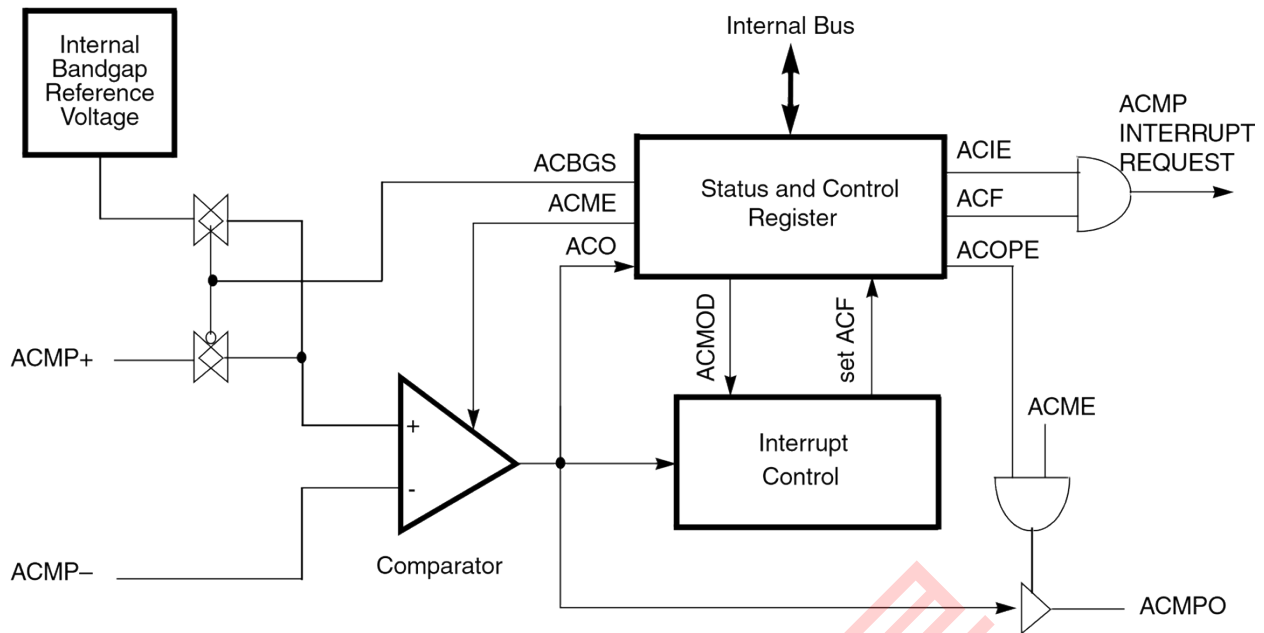 Internal Bus
Internal
Bandgap
Reference
Voltage
ACMP
INTERRUPT
REQUEST
ACBGS
ACME
ACO
Status and Control
Register
ACIE
ACF
ACOPE
ACMOD
set ACF
ACMP+
+
-
ACME
Interrupt
Control
Comparator
ACMP–
ACMPO